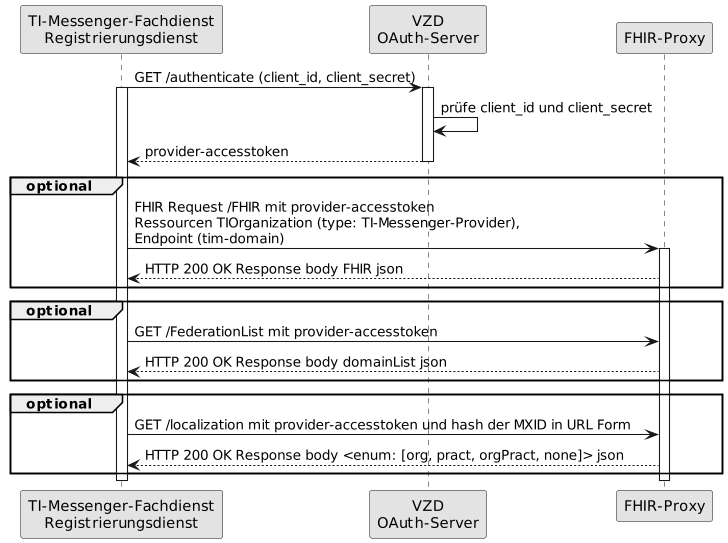 TI-Messenger-Fachdienst
Registrierungsdienst
VZD
OAuth-Server
FHIR-Proxy
GET /authenticate (client_id, client_secret)
prüfe client_id und client_secret
provider-accesstoken
optional
FHIR Request /FHIR mit provider-accesstoken
Ressourcen TIOrganization (type: TI-Messenger-Provider),
Endpoint (tim-domain)
HTTP 200 OK Response body FHIR json
optional
GET /FederationList mit provider-accesstoken
HTTP 200 OK Response body domainList json
optional
GET /localization mit provider-accesstoken und hash der MXID in URL Form
HTTP 200 OK Response body <enum: [org, pract, orgPract, none]> json
TI-Messenger-Fachdienst
Registrierungsdienst
VZD
OAuth-Server
FHIR-Proxy